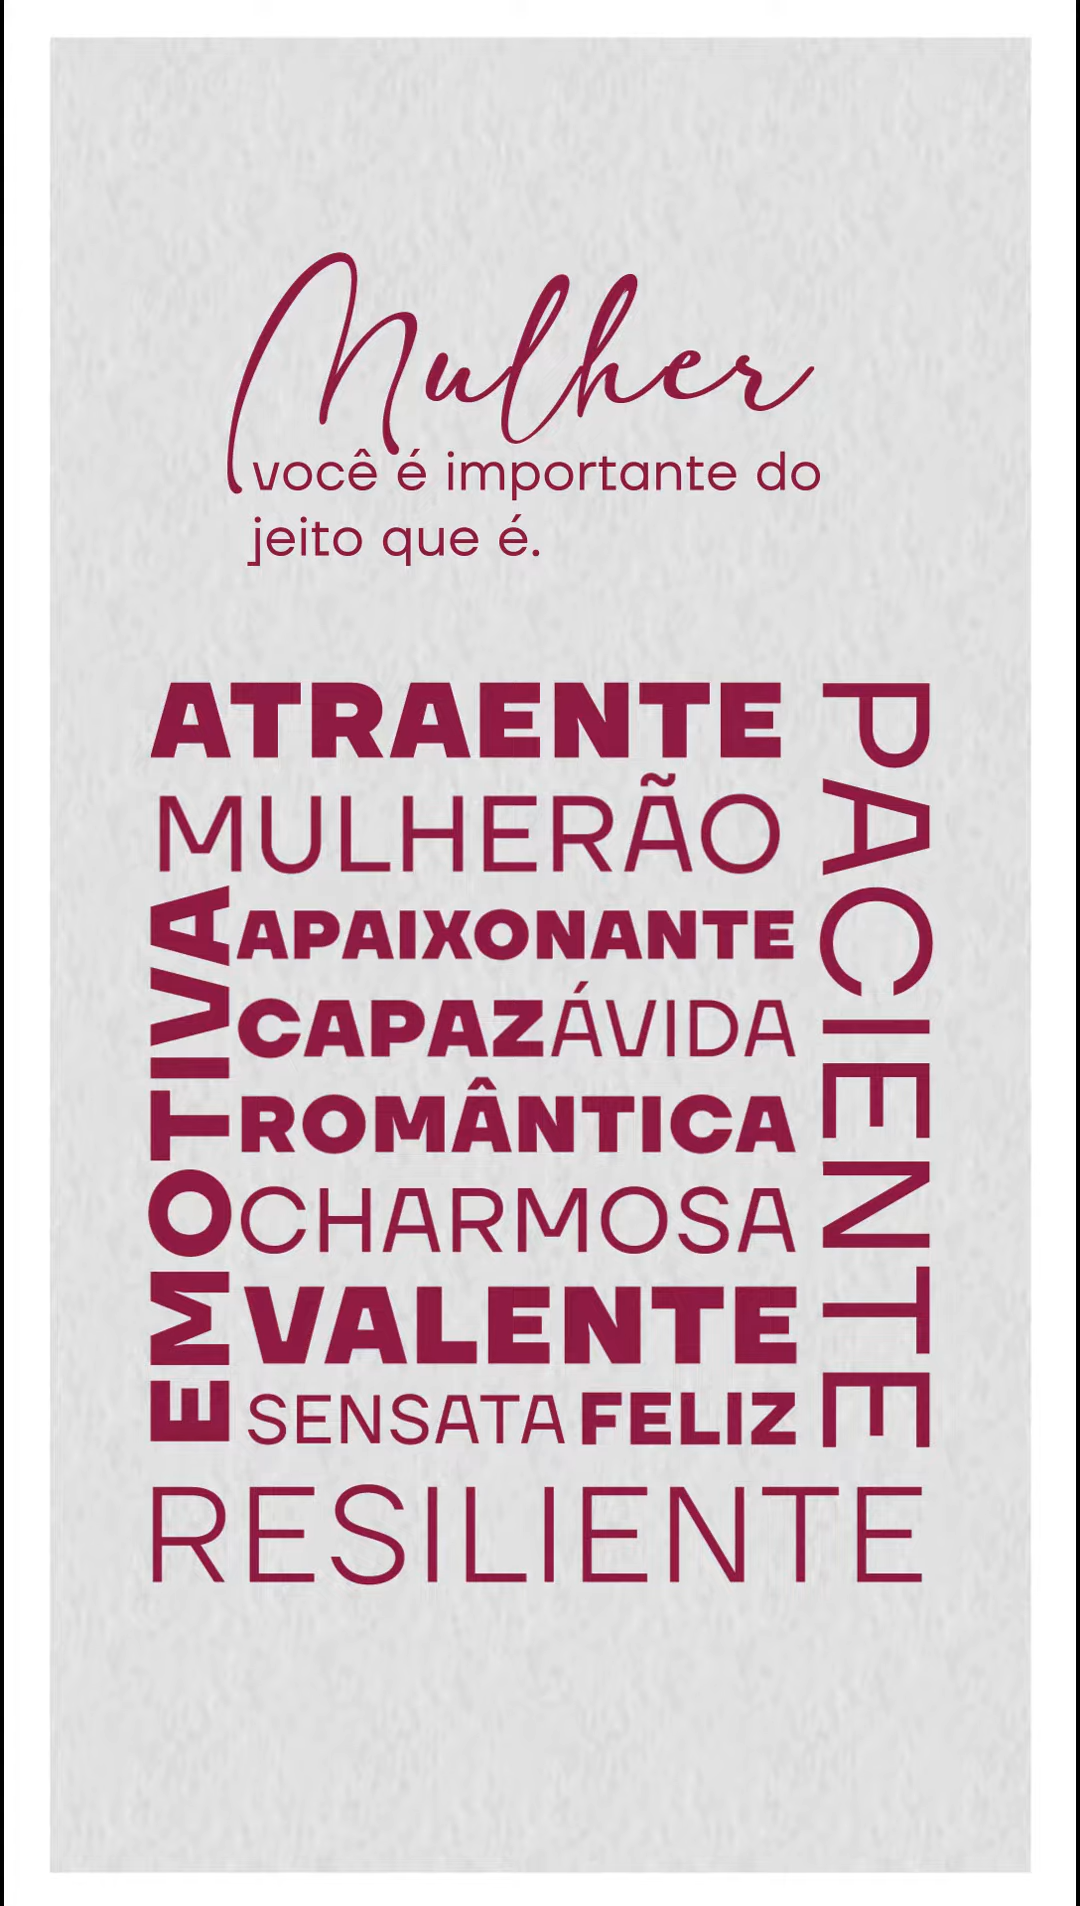 Mulher
você é importante do
jeito que é.
ATRAENTE
MULHERÃO
PACIENTE
EMOTIVA
APAIXONANTE
CAPAZ ÁVIDA
ROMÂNTICA
CHARMOSA
VALENTE
SENSATA FELIZ
RESILIENTE